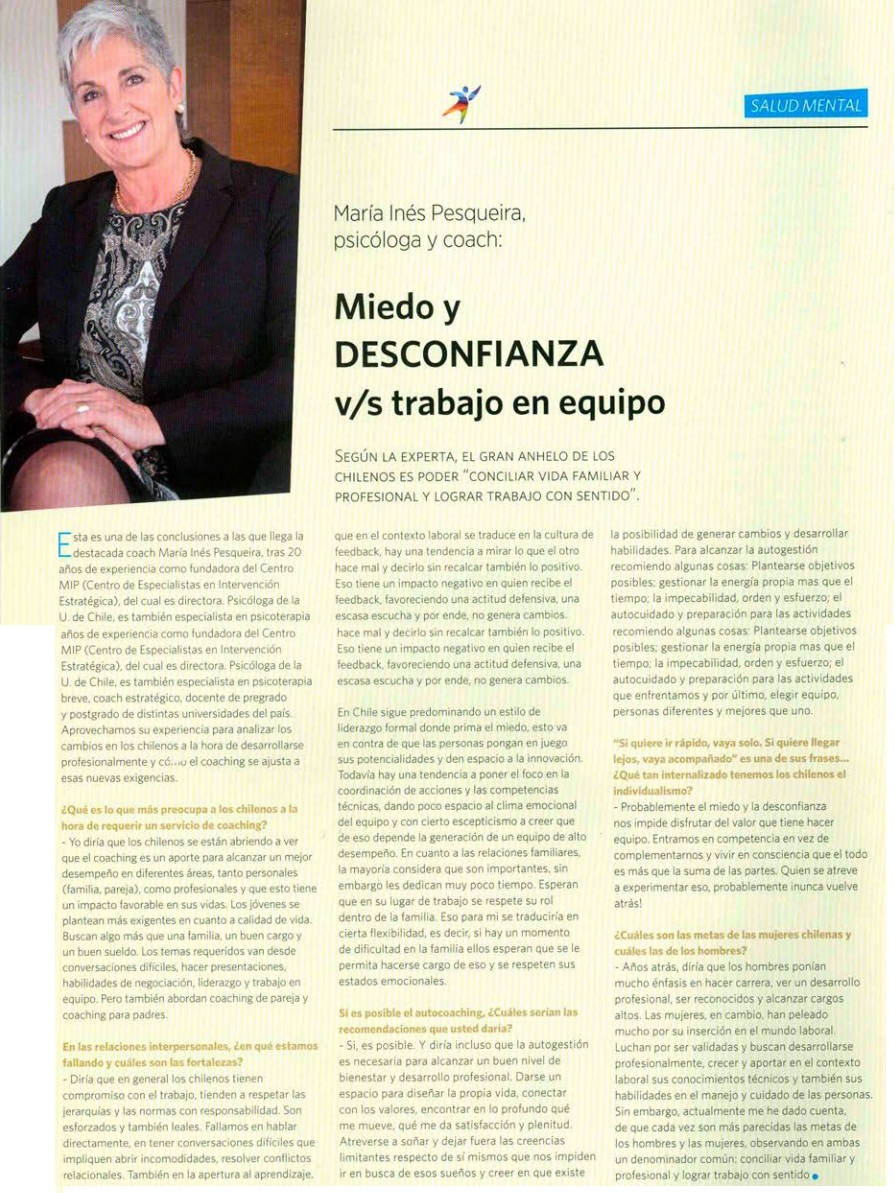 SALUD MENTAL
María Inés Pesqueira,
psicóloga y coach:
Miedo y
DESCONFIANZA
v/s trabajo en equipo
SEGÚN LA EXPERTA, EL GRAN ANHELO DE LOS
CHILENOS ES PODER "CONCILIAR VIDA FAMILIAR Y
PROFESIONAL Y LOGRAR TRABAJO CON SENTIDO".
Esta es una de las conclusiones a las que llega la
destacada coach María Inés Pesqueira, tras 20
años de experiencia como fundadora del Centro
MIP (Centro de Especialistas en Intervención
Estratégica), del cual es directora. Psicóloga de la
U. de Chile, es también especialista en psicoterapia
años de experiencia como fundadora del Centro
MIP (Centro de Especialistas en Intervención
Estratégica), del cual es directora. Psicóloga de la
U. de Chile, es también especialista en psicoterapia
breve, coach estratégico, docente de pregrado
y postgrado de distintas universidades del país.
Aprovechamos su experiencia para analizar los
cambios en los chilenos a la hora de desarrollarse
profesionalmente y el coaching se ajusta a
esas nuevas exigencias.
¿Qué es lo que más preocupa a los chilenos a la
hora de requerir un servicio de coaching?
- Yo diría que los chilenos se están abriendo a ver
que el coaching es un aporte para alcanzar un mejor
desempeño en diferentes áreas, tanto personales
(familia, pareja), como profesionales y que esto tiene
un impacto favorable en sus vidas. Los jóvenes se
plantean más exigentes en cuanto a calidad de vida.
Buscan algo más que una familia, un buen cargo y
un buen sueldo. Los temas requeridos van desde
conversaciones difíciles, hacer presentaciones,
habilidades de negociación, liderazgo y trabajo en
equipo. Pero también abordan coaching de pareja y
coaching para padres.
En las relaciones interpersonales, ¿en qué estamos
fallando y cuáles son las fortalezas?
- Diría que en general los chilenos tienen
compromiso con el trabajo, tienden a respetar las
jerarquías y las normas con responsabilidad. Son
esforzados y también leales. Fallamos en hablar
directamente, en tener conversaciones difíciles que
impliquen abrir incomodidades, resolver conflictos
relacionales. También en la apertura al aprendizaje,
que en el contexto laboral se traduce en la cultura de
feedback, hay una tendencia a mirar lo que el otro
hace mal y decirlo sin recalcar también lo positivo.
Eso tiene un impacto negativo en quien recibe el
feedback, favoreciendo una actitud defensiva, una
escasa escucha y por ende, no genera cambios.
hace mal y decirlo sin recalcar también lo positivo.
Eso tiene un impacto negativo en quien recibe el
feedback, favoreciendo una actitud defensiva, una
escasa escucha y por ende, no genera cambios.
En Chile sigue predominando un estilo de
liderazgo formal donde prima el miedo, esto va
en contra de que las personas pongan en juego
sus potencialidades y den espacio a la innovación.
Todavía hay una tendencia a poner el foco en la
coordinación de acciones y las competencias
técnicas, dando poco espacio al clima emocional
del equipo y con cierto escepticismo a creer que
de eso depende la generación de un equipo de alto
desempeño. En cuanto a las relaciones familiares,
la mayoría considera que son importantes, sin
embargo les dedican muy poco tiempo. Esperan
que en su lugar de trabajo se respete su rol
dentro de la familia. Eso para mi se traduciría en
cierta flexibilidad, es decir, si hay un momento
de dificultad en la familia ellos esperan que se le
permita hacerse cargo de eso y se respeten sus
estados emocionales.
Si es posible el autocoaching, ¿Cuáles serían las
recomendaciones que usted daría?
- Si, es posible. Y diría incluso que la autogestión
es necesaria para alcanzar un buen nivel de
bienestar y desarrollo profesional. Darse un
espacio para diseñar la propia vida, conectar
con los valores, encontrar en lo profundo qué
me mueve, qué me da satisfacción y plenitud.
Atreverse a soñar y dejar fuera las creencias
limitantes respecto de sí mismos que nos impiden
ir en busca de esos sueños y creer en que existe
la posibilidad de generar cambios y desarrollar
habilidades. Para alcanzar la autogestión
recomiendo algunas cosas: Plantearse objetivos
posibles; gestionar la energía propia mas que el
tiempo; la impecabilidad, orden y esfuerzo; el
autocuidado y preparación para las actividades
recomiendo algunas cosas: Plantearse objetivos
posibles; gestionar la energía propia mas que el
tiempo; la impecabilidad, orden y esfuerzo; el
autocuidado y preparación para las actividades
que enfrentamos y por último, elegir equipo,
personas diferentes y mejores que uno.
"Si quiere ir rápido, vaya solo. Si quiere llegar
lejos, vaya acompañado" es una de sus frases...
¿Qué tan internalizado tenemos los chilenos el
individualismo?
- Probablemente el miedo y la desconfianza
nos impide disfrutar del valor que tiene hacer
equipo. Entramos en competencia en vez de
complementarnos y vivir en consciencia que el todo
es más que la suma de las partes. Quien se atreve
a experimentar eso, probablemente ¡nunca vuelve
atrás!
¿Cuáles son las metas de las mujeres chilenas y
cuáles las de los hombres?
- Años atrás, diría que los hombres ponían
mucho énfasis en hacer carrera, ver un desarrollo
profesional, ser reconocidos y alcanzar cargos
altos. Las mujeres, en cambio, han peleado
mucho por su inserción en el mundo laboral.
Luchan por ser validadas y buscan desarrollarse
profesionalmente, crecer y aportar en el contexto
laboral sus conocimientos técnicos y también sus
habilidades en el manejo y cuidado de las personas.
Sin embargo, actualmente me he dado cuenta,
de que cada vez son más parecidas las metas de
los hombres y las mujeres, observando en ambas
un denominador común: conciliar vida familiar y
profesional y lograr trabajo con sentido